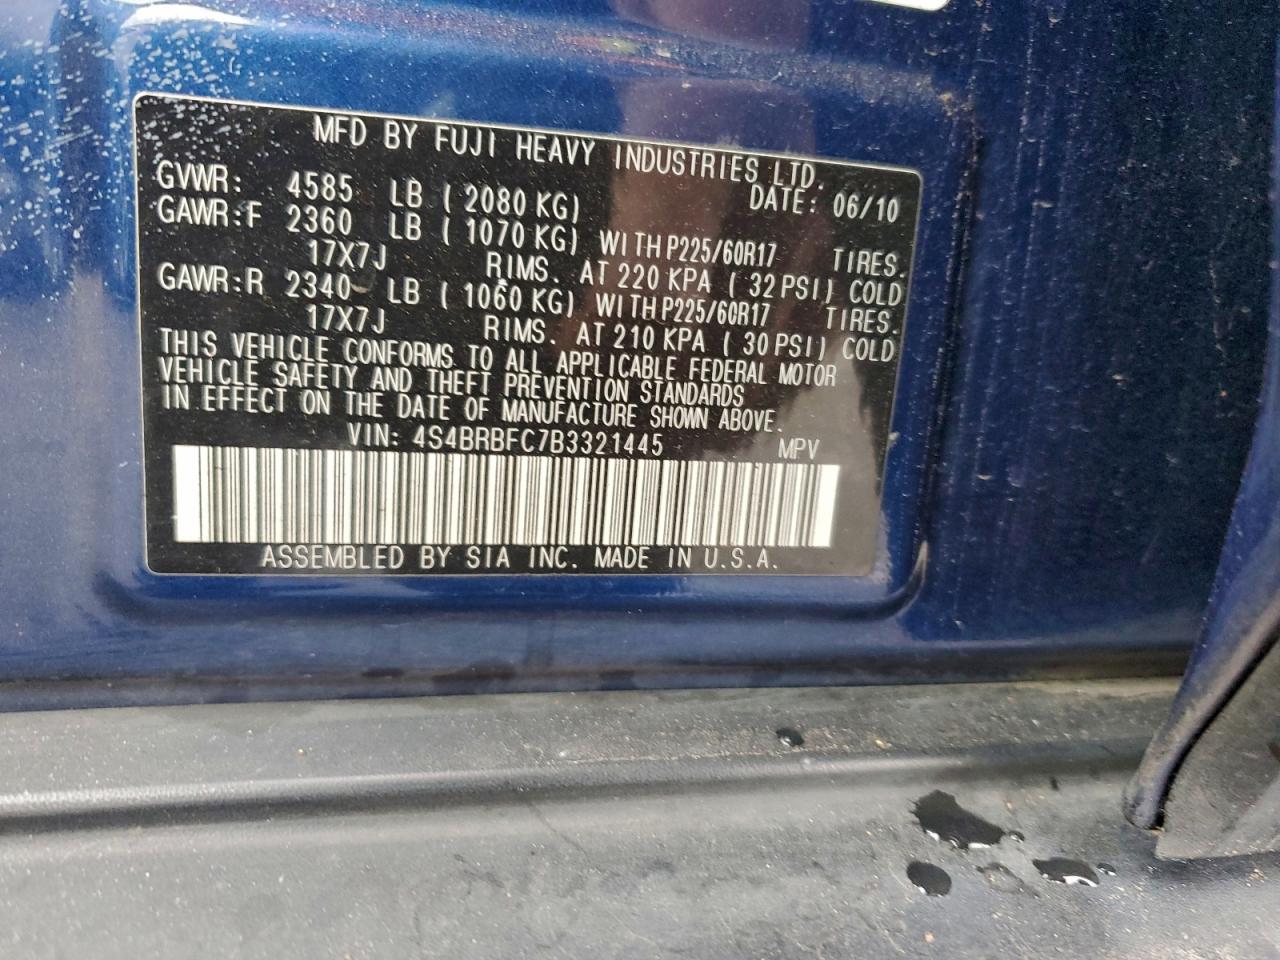 MFD BY FUJI HEAVY INDUSTRIES LTD.
GVWR: 4585 LB ( 2080 KG) DATE: 06/10
GAWR:F 2360 LB ( 1070 KG) WITH P225/60R17 TIRES.
17X7J RIMS. AT 220 KPA ( 32 PSI) COLD
GAWR:R 2340 LB ( 1060 KG) WITH P225/60R17 TIRES.
17X7J RIMS. AT 210 KPA ( 30 PSI) COLD
THIS VEHICLE CONFORMS TO ALL APPLICABLE FEDERAL MOTOR
VEHICLE SAFETY AND THEFT PREVENTION STANDARDS
IN EFFECT ON THE DATE OF MANUFACTURE SHOWN ABOVE.
VIN: 4S4BRBFC7B3321445 MPV
ASSEMBLED BY SIA INC. MADE IN U.S.A.